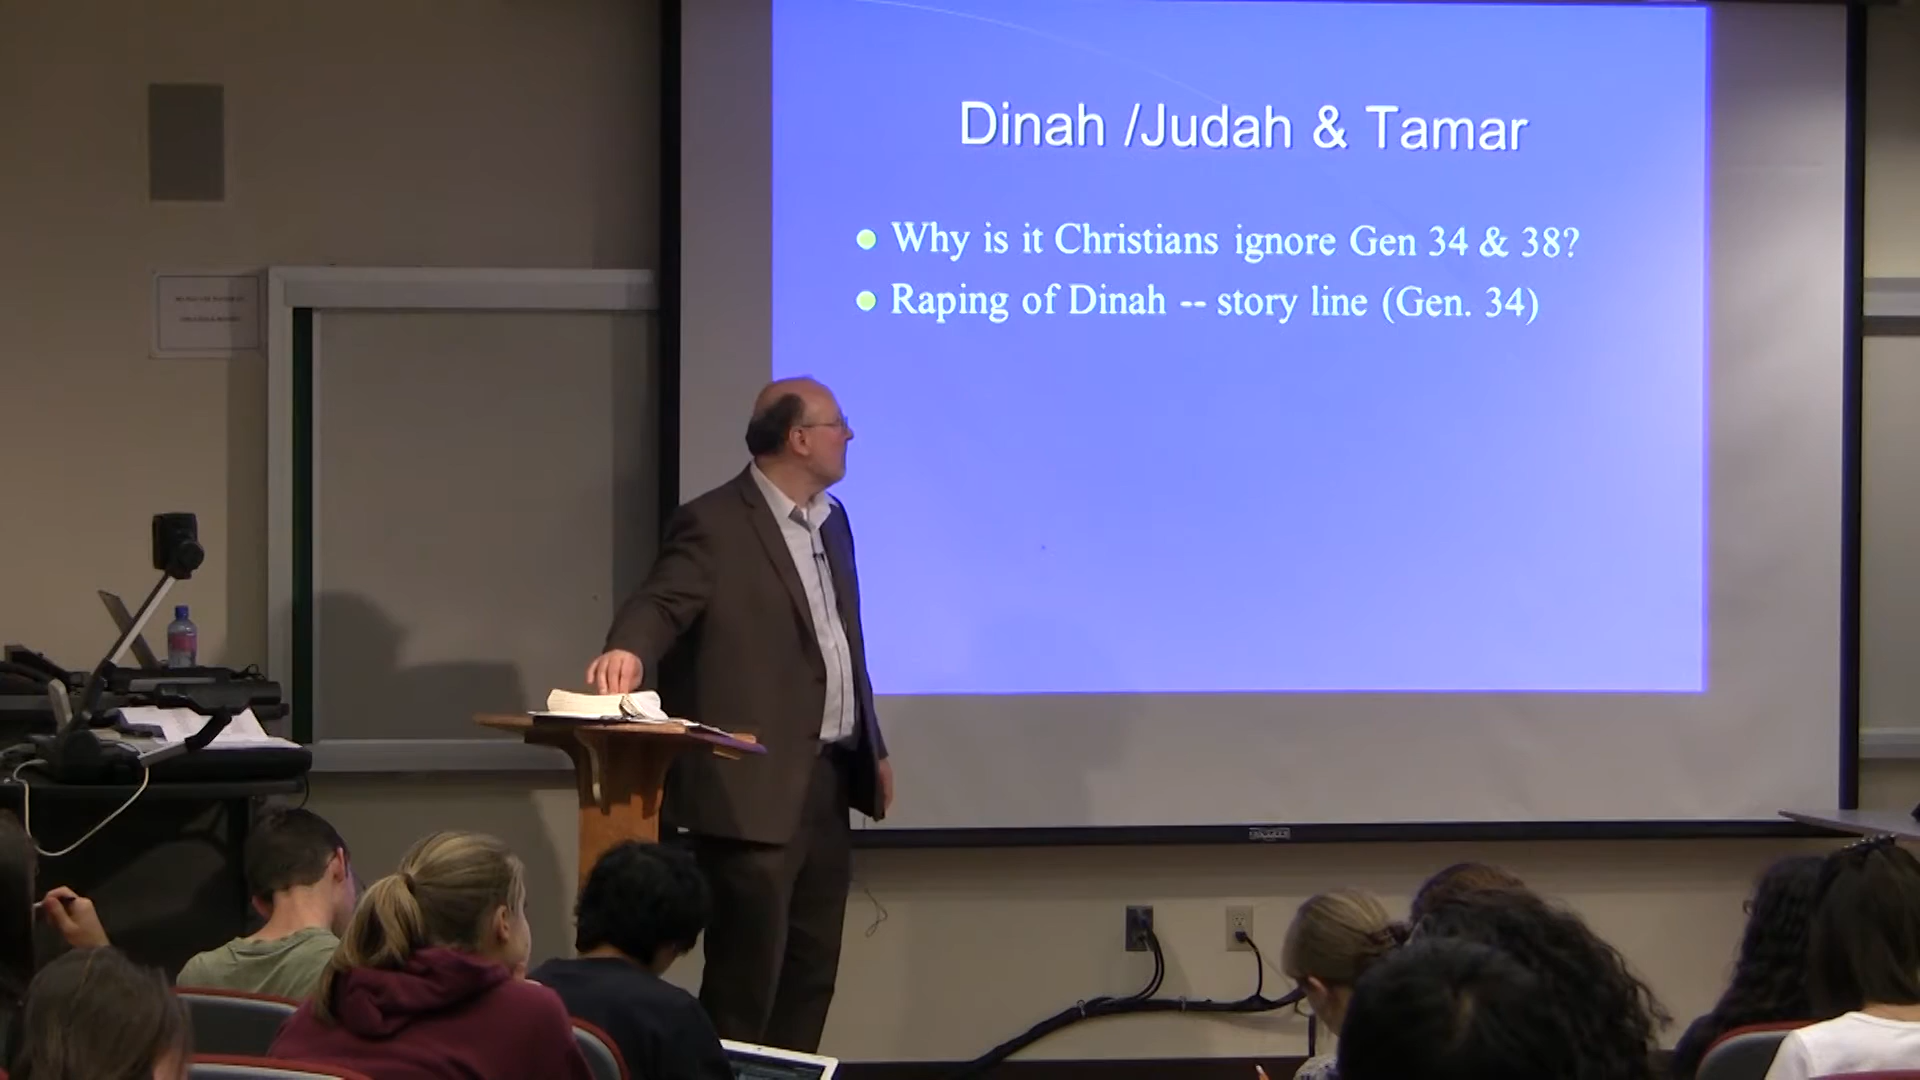 Dinah /Judah & Tamar
Why is it Christians ignore Gen 34 & 38?
Raping of Dinah -- story line (Gen. 34)